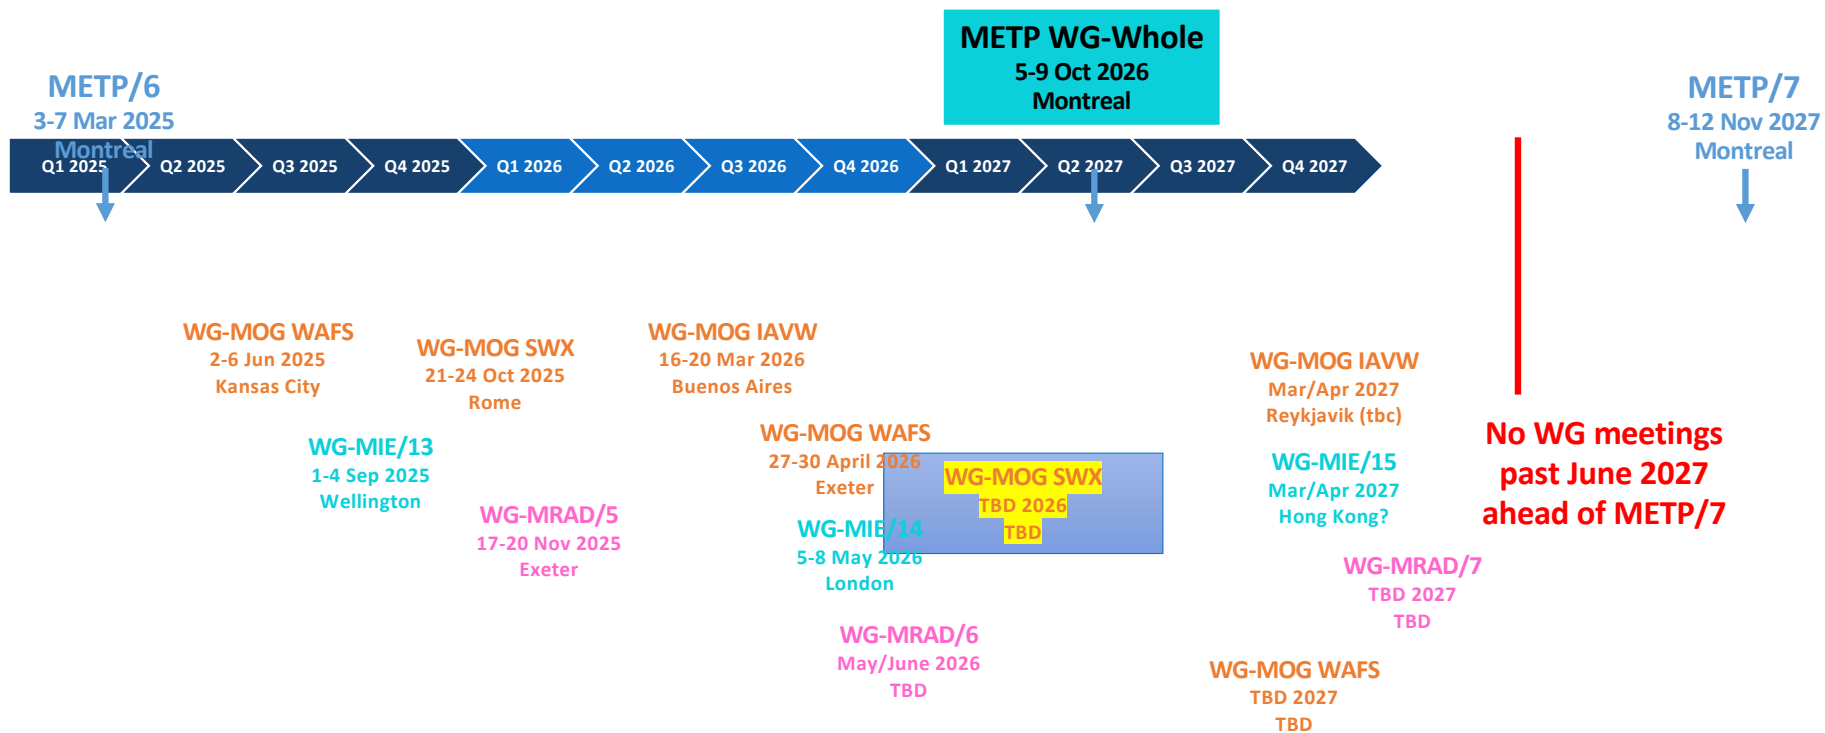 METP WG-Whole
5-9 Oct 2026
Montreal
METP/6
3-7 Mar 2025
Montreal
METP/7
8-12 Nov 2027
Montreal
Q1 2025
Q2 2025
Q3 2025
Q4 2025
Q1 2026
Q2 2026
Q3 2026
Q4 2026
Q1 2027
Q2 2027
Q3 2027
Q4 2027
WG-MOG WAFS
2-6 Jun 2025
Kansas City
WG-MOG SWX
21-24 Oct 2025
Rome
WG-MOG IAVW
16-20 Mar 2026
Buenos Aires
WG-MOG IAVW
Mar/Apr 2027
Reykjavik (tbc)
WG-MIE/13
1-4 Sep 2025
Wellington
WG-MOG WAFS
27-30 April 2026
Exeter
WG-MOG SWX
TBD 2026
TBD
WG-MIE/15
Mar/Apr 2027
Hong Kong?
No WG meetings
past June 2027
ahead of METP/7
WG-MRAD/5
17-20 Nov 2025
Exeter
WG-MIE/14
5-8 May 2026
London
WG-MRAD/7
TBD 2027
TBD
WG-MRAD/6
May/June 2026
TBD
WG-MOG WAFS
TBD 2027
TBD